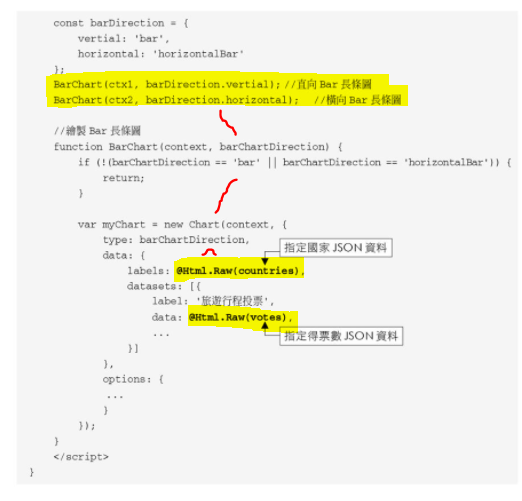 const barDirection = {
vertial: 'bar',
horizontal: 'horizontalBar'
};
BarChart(ctx1, barDirection.vertial); //直向 Bar 長條圖
BarChart(ctx2, barDirection.horizontal); //橫向 Bar 長條圖
//繪製 Bar 長條圖
function BarChart(context, barChartDirection) {
if (!(barChartDirection == 'bar' || barChartDirection == 'horizontalBar')) {
return;
}
var myChart = new Chart(context, {
type: barChartDirection,
指定國家 JSON 資料
data: {
labels: @Html.Raw(countries),
datasets: [{
label: '旅遊行程投票',
data: @Html.Raw(votes),
指定得票數 JSON 資料
...
}]
},
options: {
...
}
});
}
</script>
}